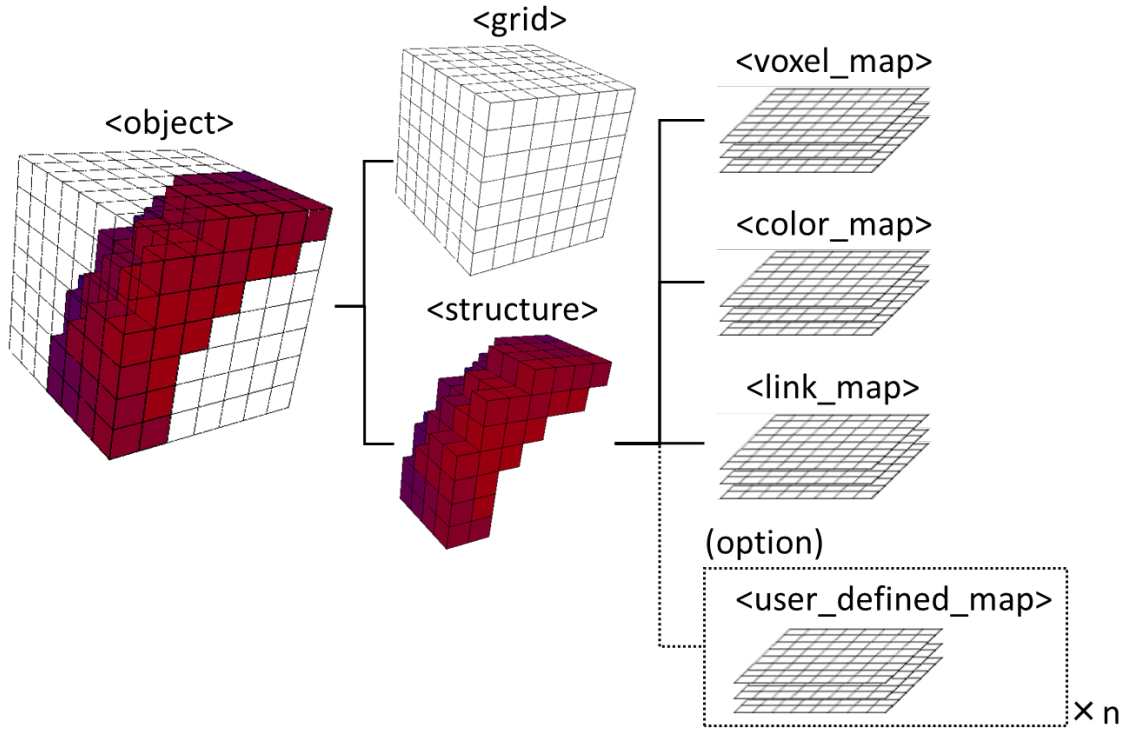 <object>
<grid>
<structure>
<voxel_map>
<color_map>
<link_map>
(option)
<user_defined_map>
× n